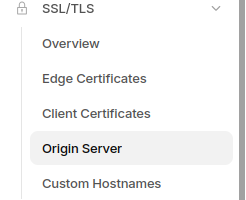 SSL/TLS
Overview
Edge Certificates
Client Certificates
Origin Server
Custom Hostnames